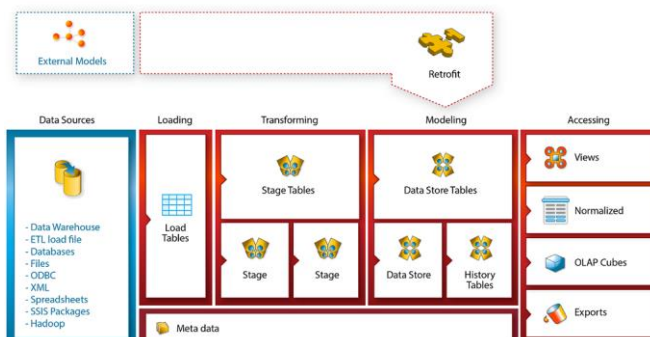 External Models
Retrofit
Data Sources
Loading
Transforming
Modeling
Accessing
- Data Warehouse
- ETL load file
- Databases
- Files
- ODBC
- XML
- Spreadsheets
- SSIS Packages
- Hadoop
Load
Tables
Stage Tables
Stage
Stage
Data Store Tables
Data Store
History
Tables
Views
Normalized
OLAP Cubes
Exports
Meta data